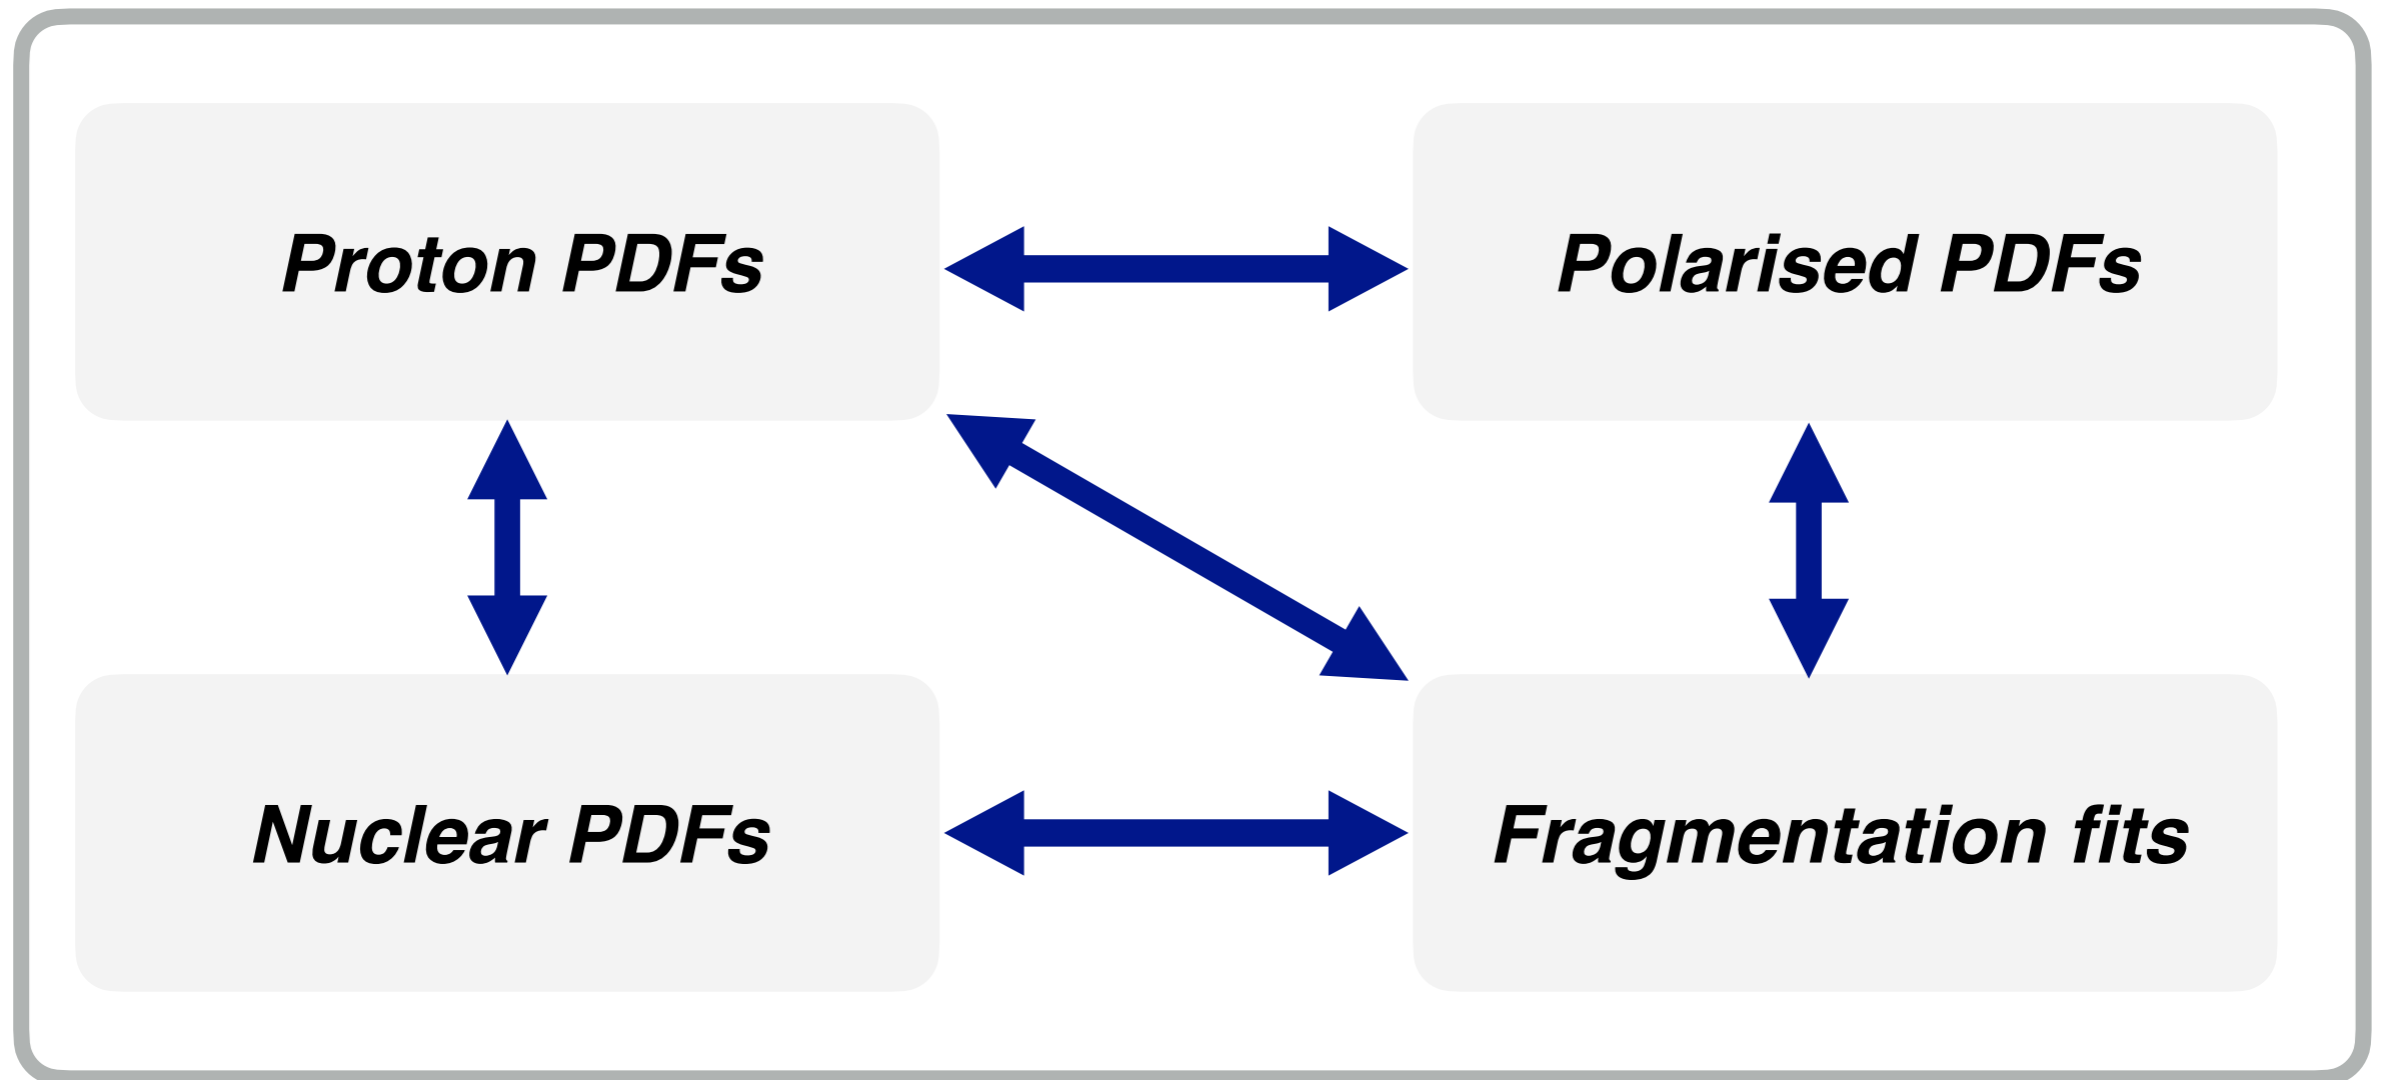 Proton PDFs
Polarised PDFs
Nuclear PDFs
Fragmentation fits